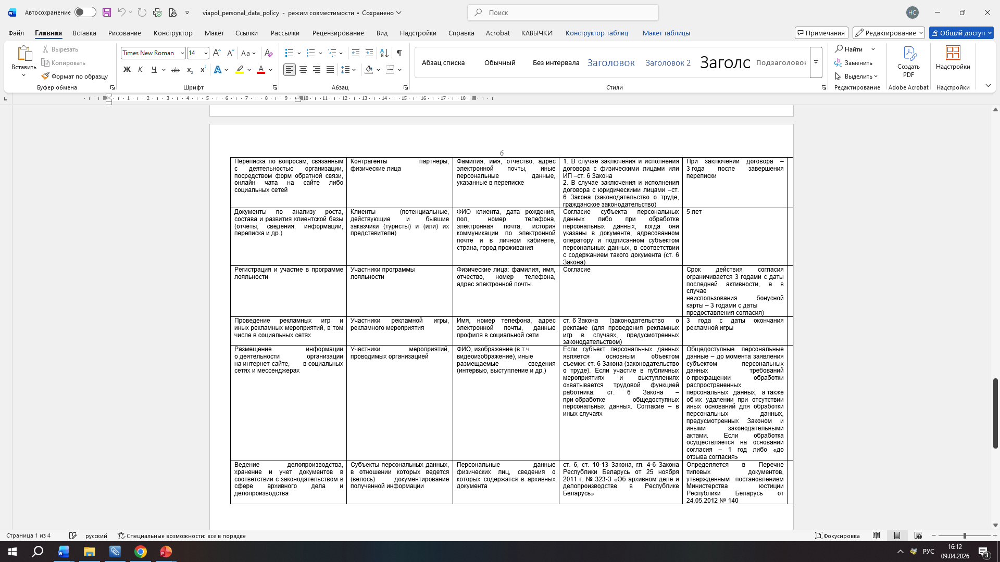 Автосохранение
viapol_personal_data_policy - режим совместимости • Сохранено
Поиск
НС
Файл Главная Вставка Рисование Конструктор Макет Ссылки Рассылки Рецензирование Вид Надстройки Справка Acrobat КАВЫЧКИ Конструктор таблиц Макет таблицы
Примечания Редактирование Общий доступ
Вставить
Вырезать
Копировать
Формат по образцу
Буфер обмена
Times New Roman 14
Шрифт
Абзац
Абзац списка Обычный Без интервала Заголовок Заголовок 2 Заголо Подзаголовок
Стили
Найти
Заменить
Выделить
Редактирование
Создать
PDF
Adobe Acrobat
Надстройки
Надстройки
1 2 3 4 5 6 7 8 9 10 11 12 13 14 15 16 17 18
6
Переписка по вопросам, связанным
с деятельностью организации,
посредством форм обратной связи,
онлайн чата на сайте либо
социальных сетей
Контрагенты партнеры,
физические лица
Фамилия, имя, отчество, адрес
электронной почты, иные
персональные данные,
указанные в переписке
1. В случае заключения и исполнения
договора с физическими лицами или
ИП –ст. 6 Закона
2. В случае заключения и исполнения
договора с юридическими лицами –ст.
6 Закона (законодательство о труде,
гражданское законодательство)
При заключении договора –
3 года после завершения
переписки
Документы по анализу роста,
состава и развития клиентской базы
(отчеты, сведения, информации,
переписка и др.)
Клиенты (потенциальные,
действующие и бывшие
заказчики (туристы) и (или) их
представители)
ФИО клиента, дата рождения,
пол, номер телефона,
электронная почта, история
коммуникации по электронной
почте и в личном кабинете,
страна, город проживания
Согласие субъекта персональных
данных либо при обработке
персональных данных, когда они
указаны в документе, адресованном
оператору и подписанном субъектом
персональных данных, в соответствии
с содержанием такого документа (ст. 6
Закона)
5 лет
Регистрация и участие в программе
лояльности
Участники программы
лояльности
Физические лица: фамилия, имя,
отчество, номер телефона,
адрес электронной почты.
Согласие
Срок действия согласия
ограничивается 3 годами с даты
последней активности, а в
случае
неиспользования бонусной
карты – 3 годами с даты
предоставления согласия)
Проведение рекламных игр и
иных рекламных мероприятий, в том
числе в социальных сетях
Участники рекламной игры,
рекламного мероприятия
Имя, номер телефона, адрес
электронной почты, данные
профиля в социальной сети
ст. 6 Закона (законодательство о
рекламе (для проведения рекламных
игр в случаях, предусмотренных
законодательством)
3 года с даты окончания
рекламной игры
Размещение информации
о деятельности организации
на интернет-сайте, в социальных
сетях и мессенджерах
Участники мероприятий,
проводимых организацией
ФИО, изображение (в т.ч.
видеоизображение), иные
размещаемые сведения
(интервью, выступление и др.)
Если субъект персональных данных
является основным объектом
съемки: ст. 6 Закона (законодательство
о труде). Если участие в публичных
мероприятиях и выступлениях
охватывается трудовой функцией
работника: ст. 6 Закона –
при обработке общедоступных
персональных данных. Согласие – в
иных случаях
Общедоступные персональные
данные – до момента заявления
субъектом персональных
данных требований
о прекращении обработки
распространенных
персональных данных, а также
об их удалении при отсутствии
иных оснований для обработки
персональных данных,
предусмотренных Законом и
иными законодательными
актами. Если обработка
осуществляется на основании
согласия – 1 год либо «до
отзыва согласия»
Ведение делопроизводства,
хранение и учет документов в
соответствии с законодательством в
сфере архивного дела и
делопроизводства
Субъекты персональных данных,
в отношении которых ведется
(велось) документирование
полученной информации
Персональные данные
физических лиц, сведения о
которых содержатся в архивных
документа
ст. 6, ст. 10-13 Закона, гл. 4-6 Закона
Республики Беларусь от 25 ноября
2011 г. № 323-З «Об архивном деле и
делопроизводстве в Республике
Беларусь»
Определяется в Перечне
типовых документов,
утвержденным постановлением
Министерства юстиции
Республики Беларусь от
24.05.2012 № 140
Страница 1 из 4 русский Специальные возможности: все в порядке Фокусировка
РУС
16:12
09.04.2026
3